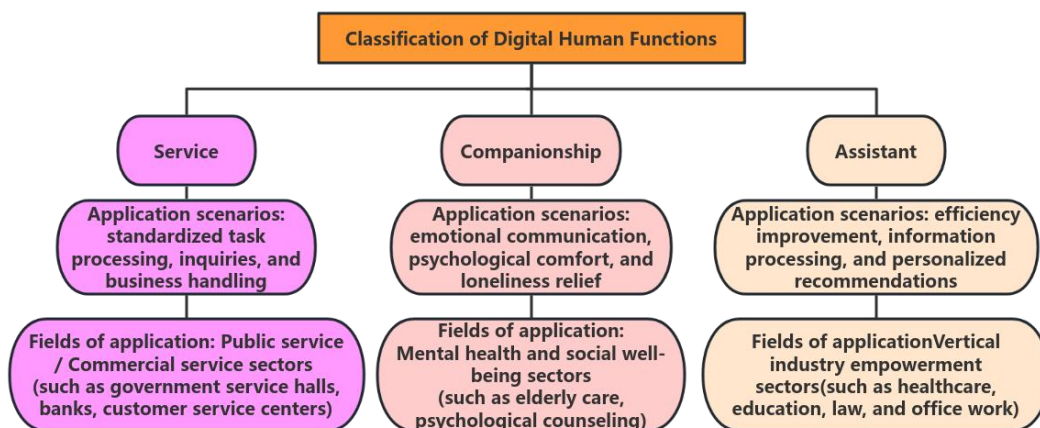 Classification of Digital Human Functions
Service
Companionship
Assistant
Application scenarios:
standardized task
processing, inquiries, and
business handling
Application scenarios:
emotional communication,
psychological comfort, and
loneliness relief
Application scenarios: efficiency
improvement, information
processing, and personalized
recommendations
Fields of application: Public service
/ Commercial service sectors
(such as government service halls,
banks, customer service centers)
Fields of application:
Mental health and social well-
being sectors
(such as elderly care,
psychological counseling)
Fields of applicationVertical
industry empowerment
sectors(such as healthcare,
education, law, and office work)